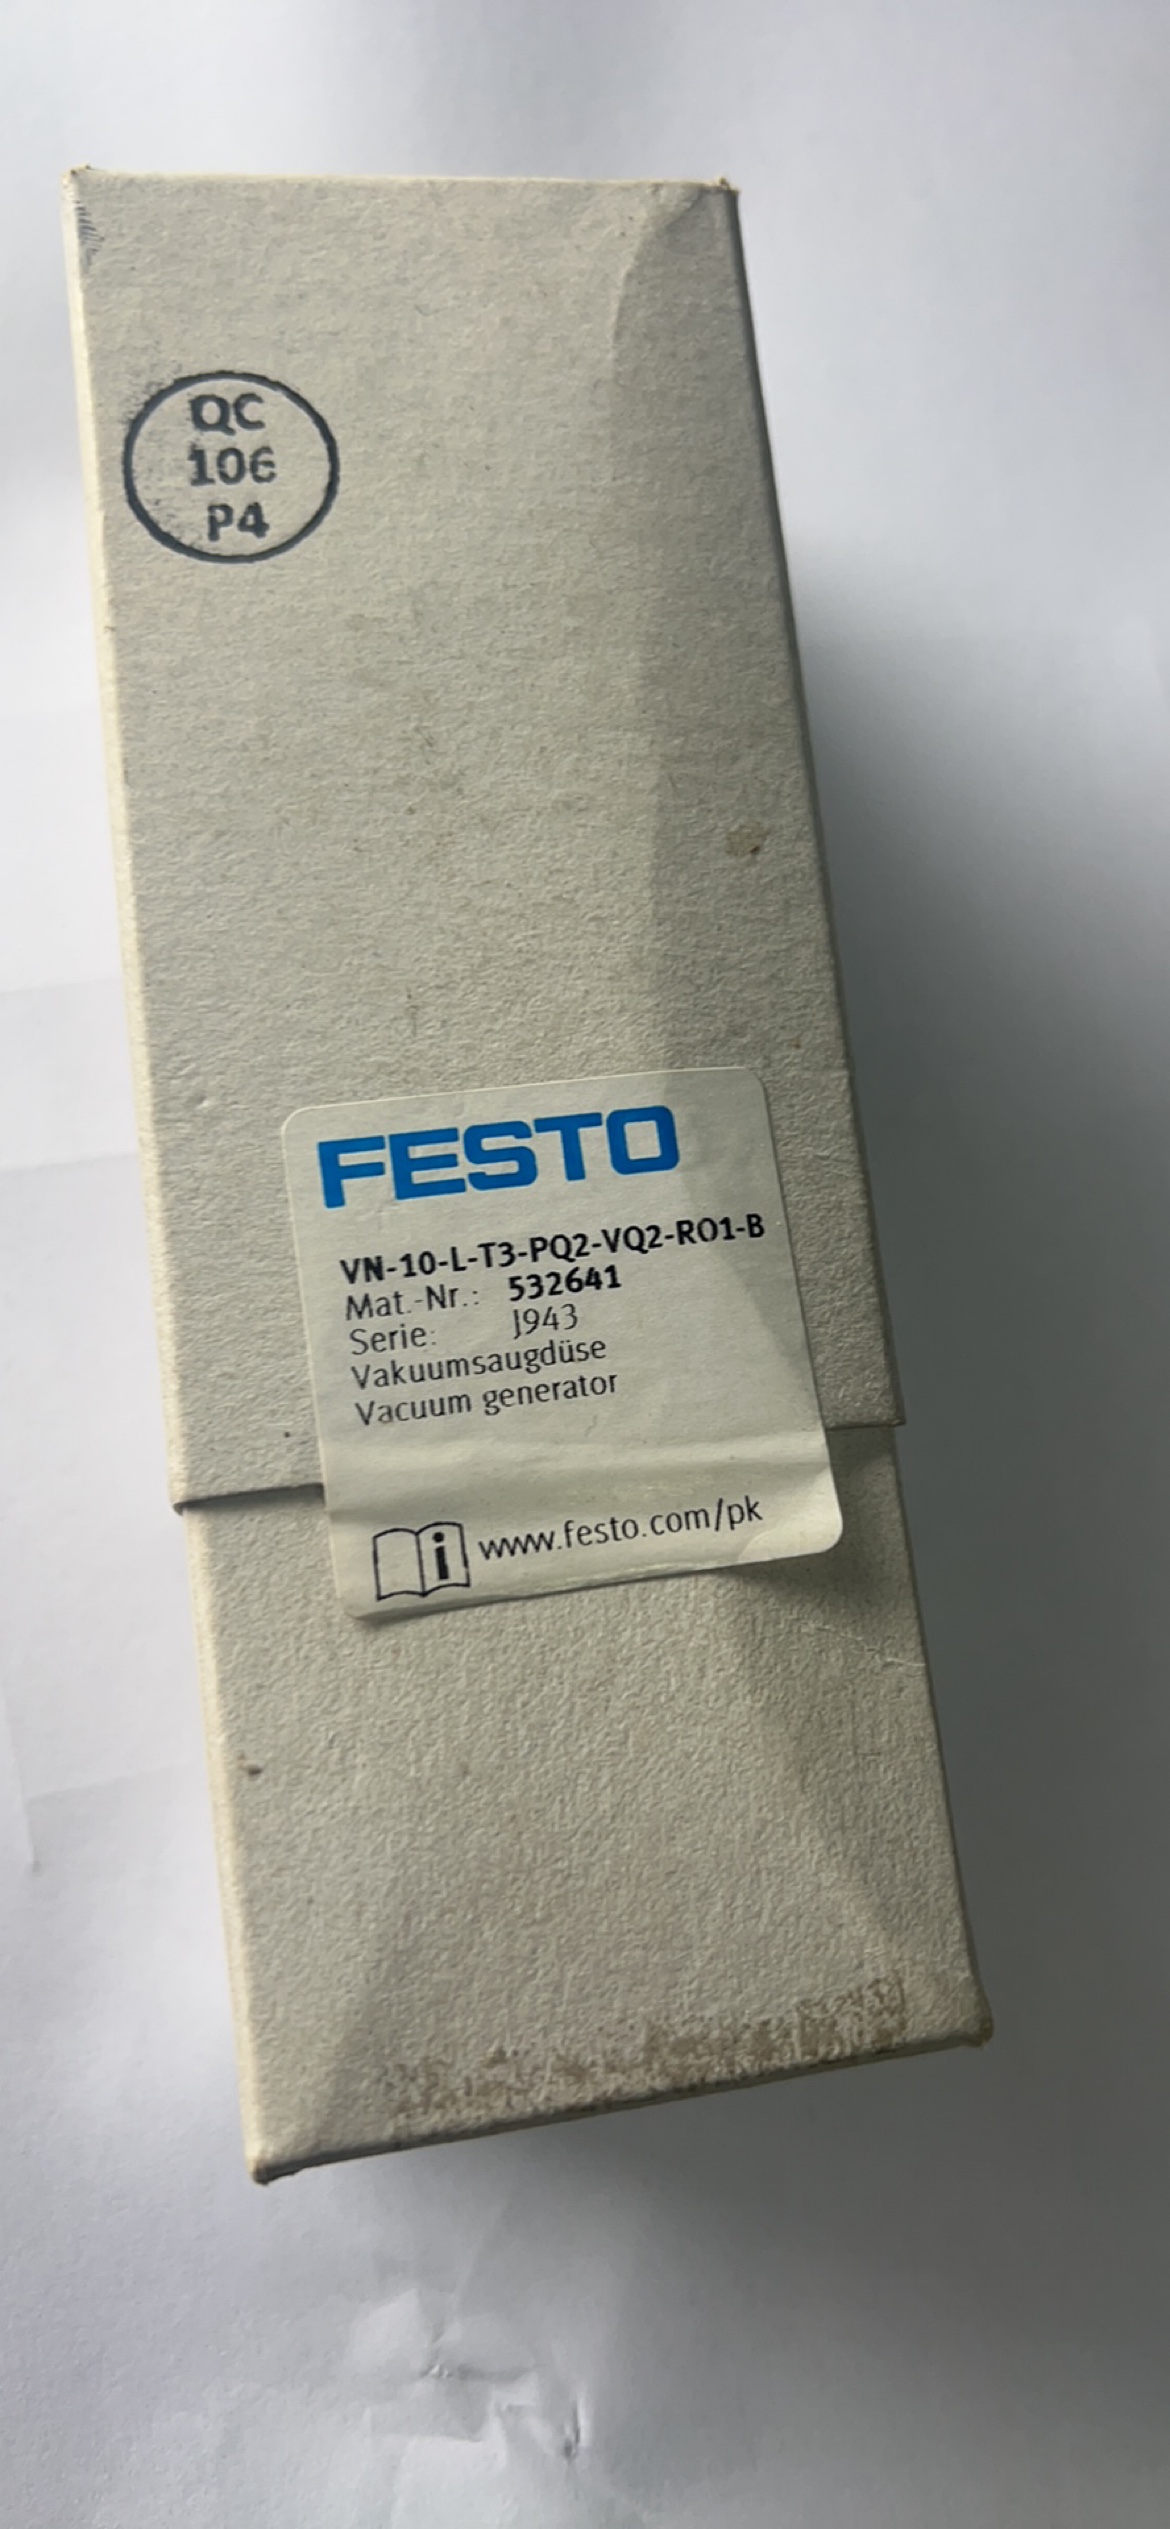 QC
106
P4
FESTO
VN-10-L-T3-PQ2-VQ2-RO1-B
Mat.-Nr.: 532641
Serie: J943
Vakuumsaugdüse
Vacuum generator
i www.festo.com/pk